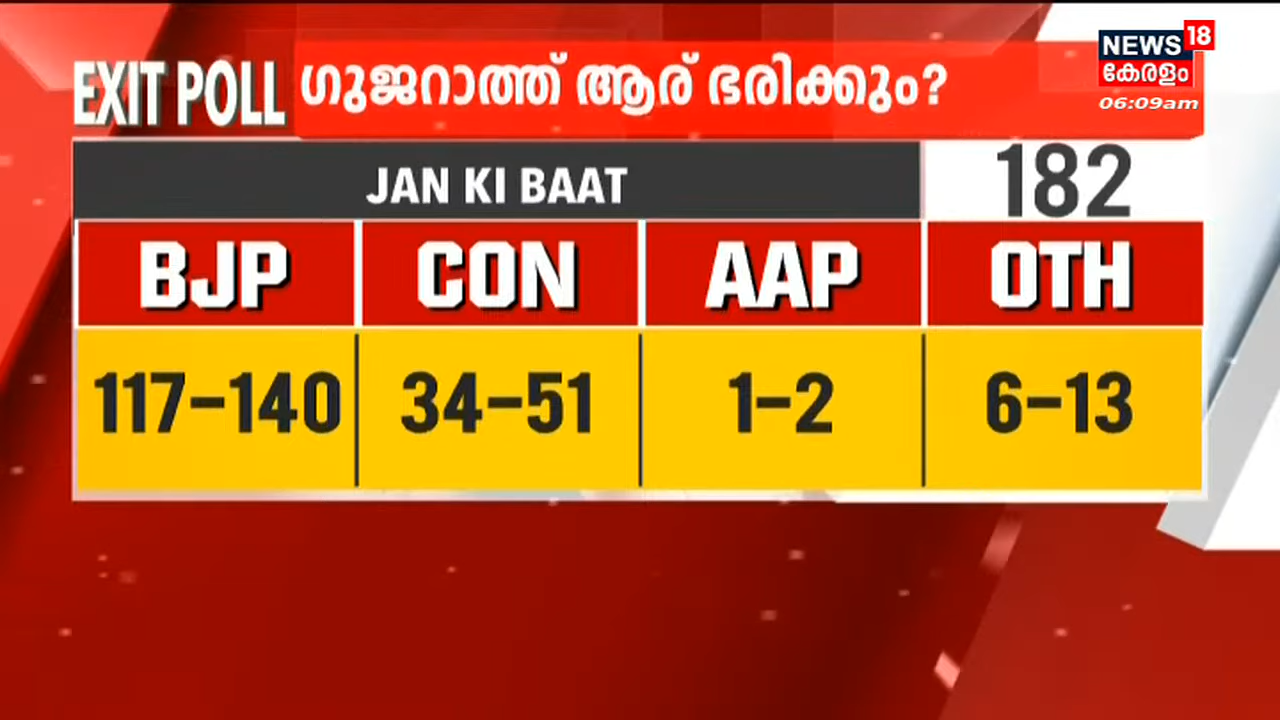 NEWS 18
കേരളം
06:09am
EXIT POLL ഗുജറാത്ത് ആര് ഭരിക്കും?
JAN KI BAAT 182
BJP CON AAP OTH
117-140 34-51 1-2 6-13